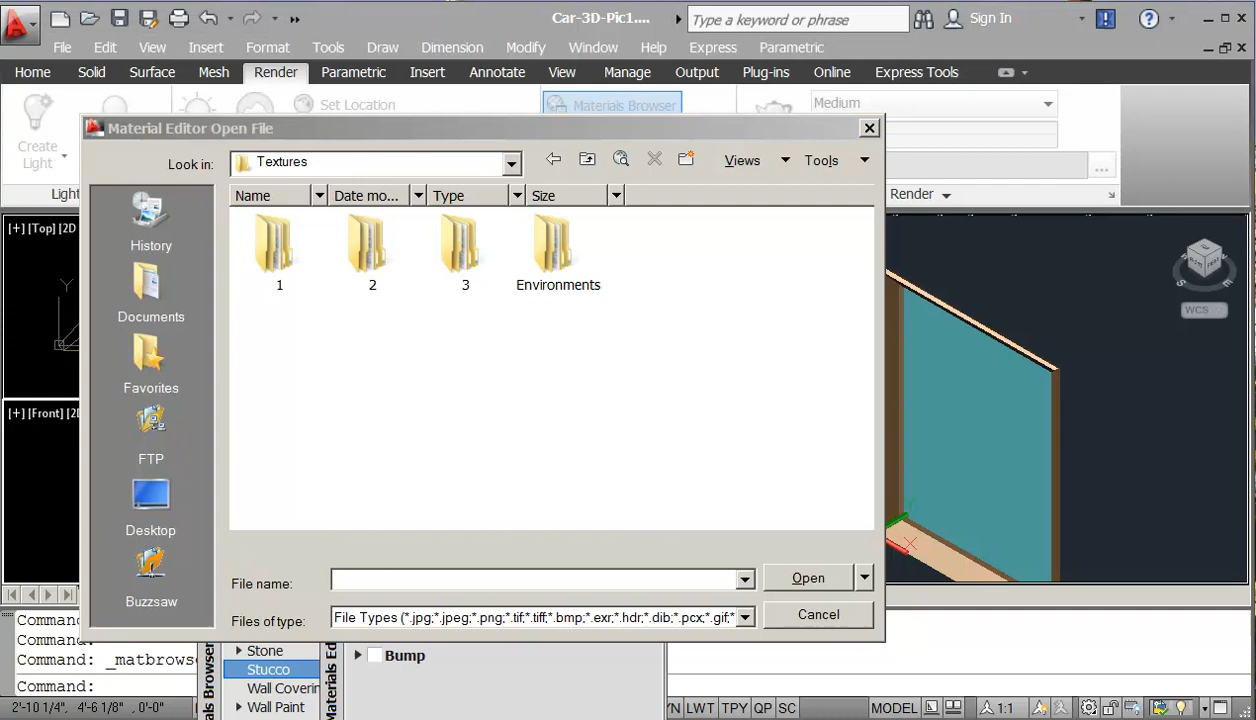 Car-3D-Pic1....
Type a keyword or phrase
Sign In
File Edit View Insert Format Tools Draw Dimension Modify Window Help Express Parametric
Home Solid Surface Mesh Render Parametric Insert Annotate View Manage Output Plug-ins Online Express Tools
Create
Light
Set Location
Materials Browser
Medium
Render
Material Editor Open File
Look in: Textures
Views Tools
Name Date mo... Type Size
1 2 3 Environments
History
Documents
Favorites
FTP
Desktop
Buzzsaw
File name:
Open
Files of type: File Types (*.jpg;*.jpeg;*.png;*.tif;*.tiff;*.bmp;*.exr;*.hdr;*.dib;*.pcx;*.gif;*
Cancel
[+] [Top] [2D
Y
[+] [Front] [2D
WCS
Command
Command
Command: _matbrows
Command:
Stone
Stucco
Wall Coverin
Wall Paint
Bump
2'-10 1/4", 4'-6 1/8" , 0'-0"
YN LWT TPY QP SC
MODEL
1:1